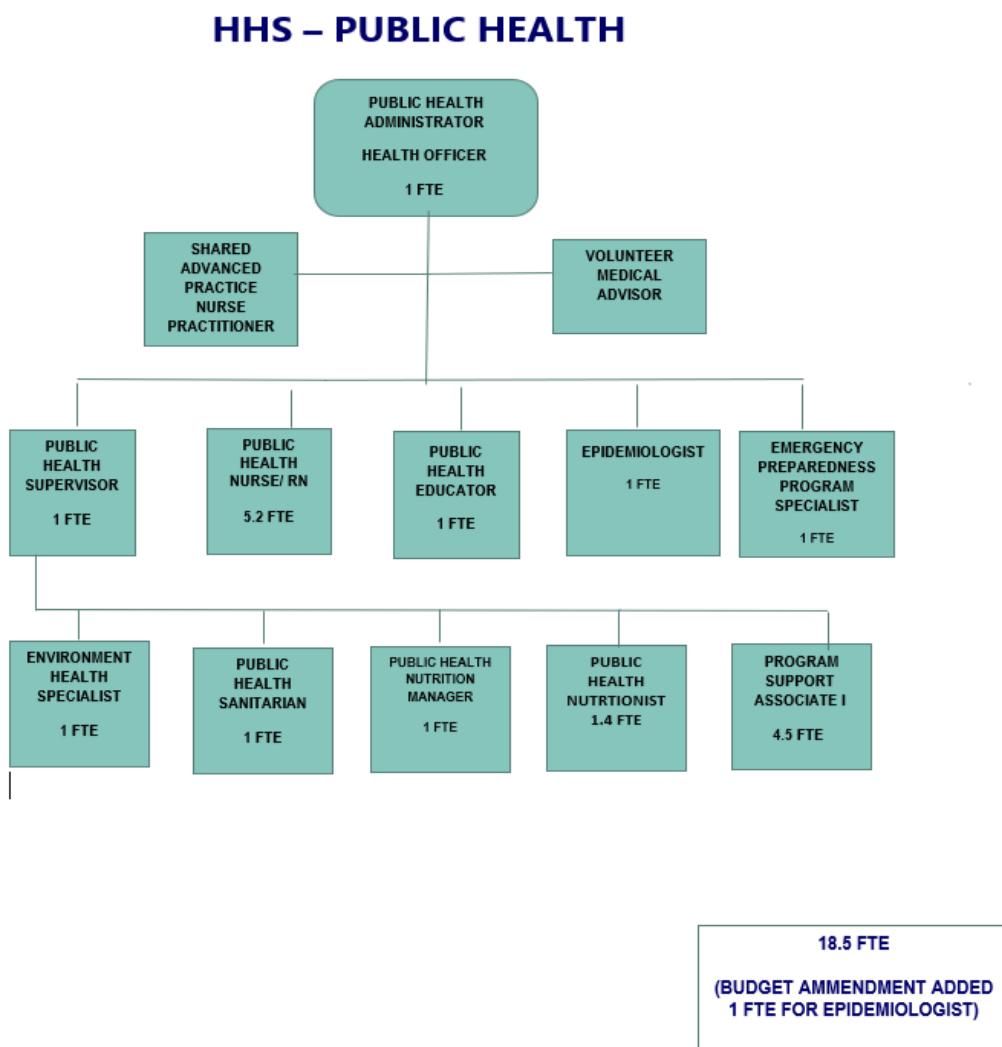 HHS – PUBLIC HEALTH
PUBLIC HEALTH
ADMINISTRATOR
HEALTH OFFICER
1 FTE
SHARED
ADVANCED
PRACTICE
NURSE
PRACTITIONER
VOLUNTEER
MEDICAL
ADVISOR
PUBLIC
HEALTH
SUPERVISOR
1 FTE
PUBLIC
HEALTH
NURSE/ RN
5.2 FTE
PUBLIC
HEALTH
EDUCATOR
1 FTE
EPIDEMIOLOGIST
1 FTE
EMERGENCY
PREPAREDNESS
PROGRAM
SPECIALIST
1 FTE
ENVIRONMENT
HEALTH
SPECIALIST
1 FTE
PUBLIC
HEALTH
SANITARIAN
1 FTE
PUBLIC HEALTH
NUTRITION
MANAGER
1 FTE
PUBLIC
HEALTH
NUTRTIONIST
1.4 FTE
PROGRAM
SUPPORT
ASSOCIATE I
4.5 FTE
18.5 FTE
(BUDGET AMMENDMENT ADDED
1 FTE FOR EPIDEMIOLOGIST)